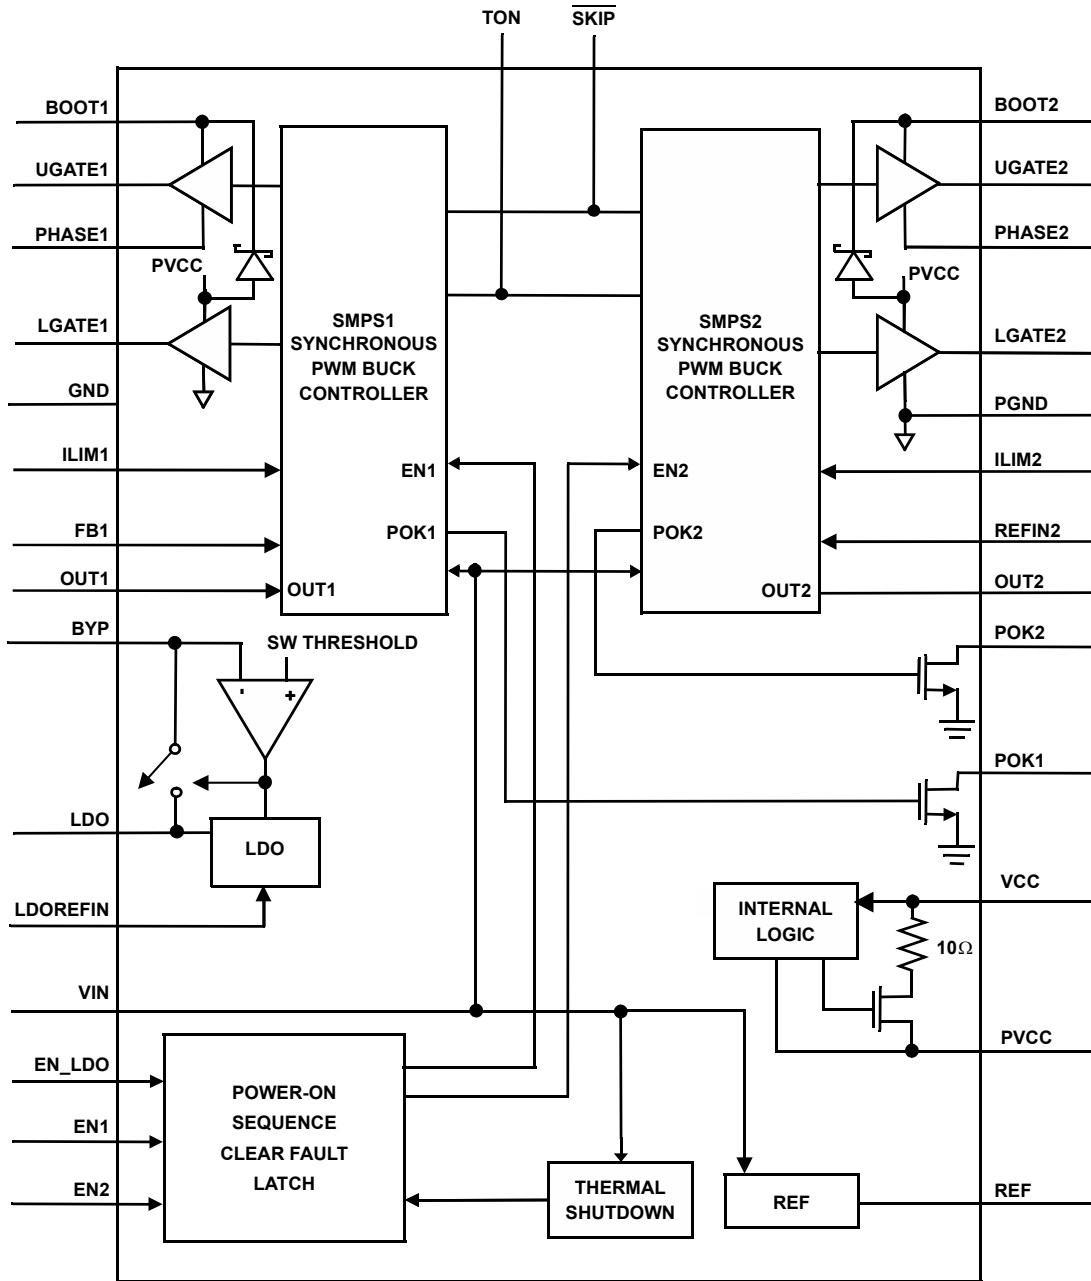 TON
SKIP
BOOT1
UGATE1
PHASE1
PVCC
LGATE1
GND
ILIM1
FB1
OUT1
BYP
LDO
LDOREFIN
VIN
EN_LDO
EN1
EN2
SMPS1
SYNCHRONOUS
PWM BUCK
CONTROLLER
EN1
POK1
OUT1
SMPS2
SYNCHRONOUS
PWM BUCK
CONTROLLER
EN2
POK2
OUT2
SW THRESHOLD
-
+
LDO
BOOT2
UGATE2
PHASE2
PVCC
LGATE2
PGND
ILIM2
REFIN2
OUT2
POK2
POK1
VCC
INTERNAL
LOGIC
10Ω
PVCC
POWER-ON
SEQUENCE
CLEAR FAULT
LATCH
THERMAL
SHUTDOWN
REF
REF